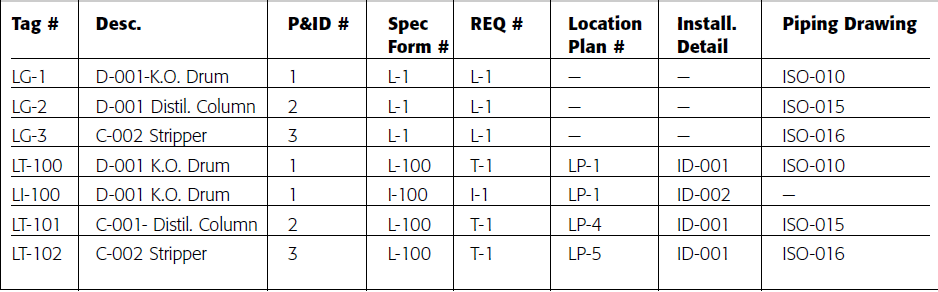 Tag # Desc. P&ID # Spec Form # REQ # Location Plan # Install. Detail Piping Drawing
LG-1 D-001-K.O. Drum 1 L-1 L-1 — — ISO-010
LG-2 D-001 Distil. Column 2 L-1 L-1 — — ISO-015
LG-3 C-002 Stripper 3 L-1 L-1 — — ISO-016
LT-100 D-001 K.O. Drum 1 L-100 T-1 LP-1 ID-001 ISO-010
LI-100 D-001 K.O. Drum 1 I-100 I-1 LP-1 ID-002 —
LT-101 C-001- Distil. Column 2 L-100 T-1 LP-4 ID-001 ISO-015
LT-102 C-002 Stripper 3 L-100 T-1 LP-5 ID-001 ISO-016